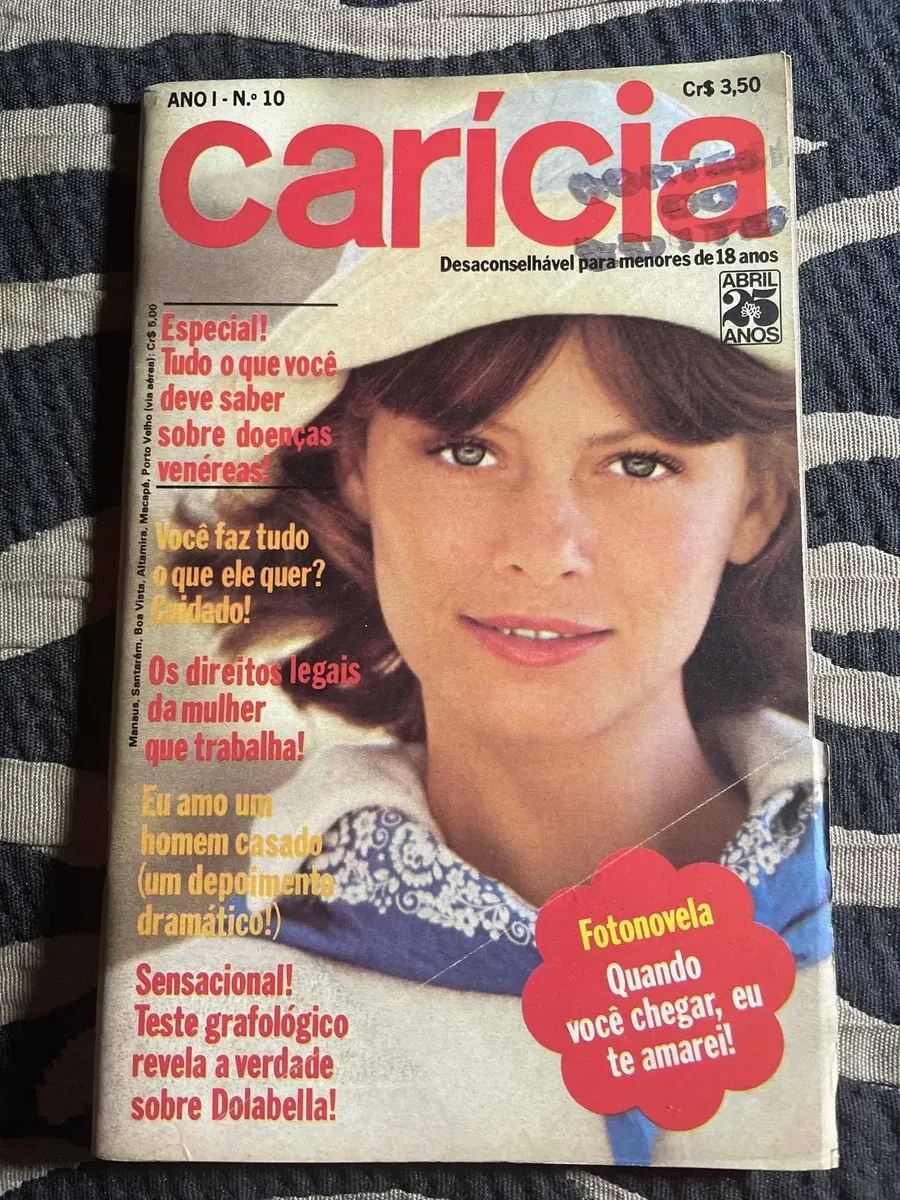 ANO I - N.º 10
Cr$ 3,50
carícia
Desaconselhável para menores de 18 anos
ABRIL
25
ANOS
Manaus, Santarém, Boa Vista, Altamira, Macapá, Porto Velho (via aérea): Cr$ 5,00
Especial!
Tudo o que você
deve saber
sobre doenças
venéreas!
Você faz tudo
o que ele quer?
Cuidado!
Os direitos legais
da mulher
que trabalha!
Eu amo um
homem casado
(um depoimento
dramático!)
Sensacional!
Teste grafológico
revela a verdade
sobre Dolabella!
Fotonovela
Quando
você chegar, eu
te amarei!